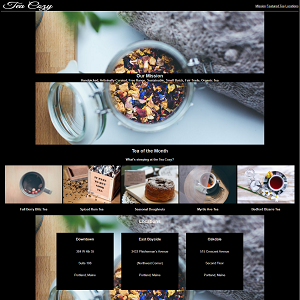 Tea Cozy
Mission Featured Tea Locations
Our Mission
Handpicked, Artisanally Curated, Free Range, Sustainable, Small Batch, Fair Trade, Organic Tea
Tea of the Month
What's steeping at the Tea Cozy?
Fall Berry Blitz Tea
Spiced Rum Tea
Seasonal Doughnuts
Myrtle Ave Tea
Bedford Bizarre Tea
Locations
Downtown
384 W 4th St
Suite 108
Portland, Maine
East Bayside
3433 Phisherman's Avenue
(Northwest Corner)
Portland, Maine
Oakdale
515 Crescent Avenue
Second Floor
Portland, Maine